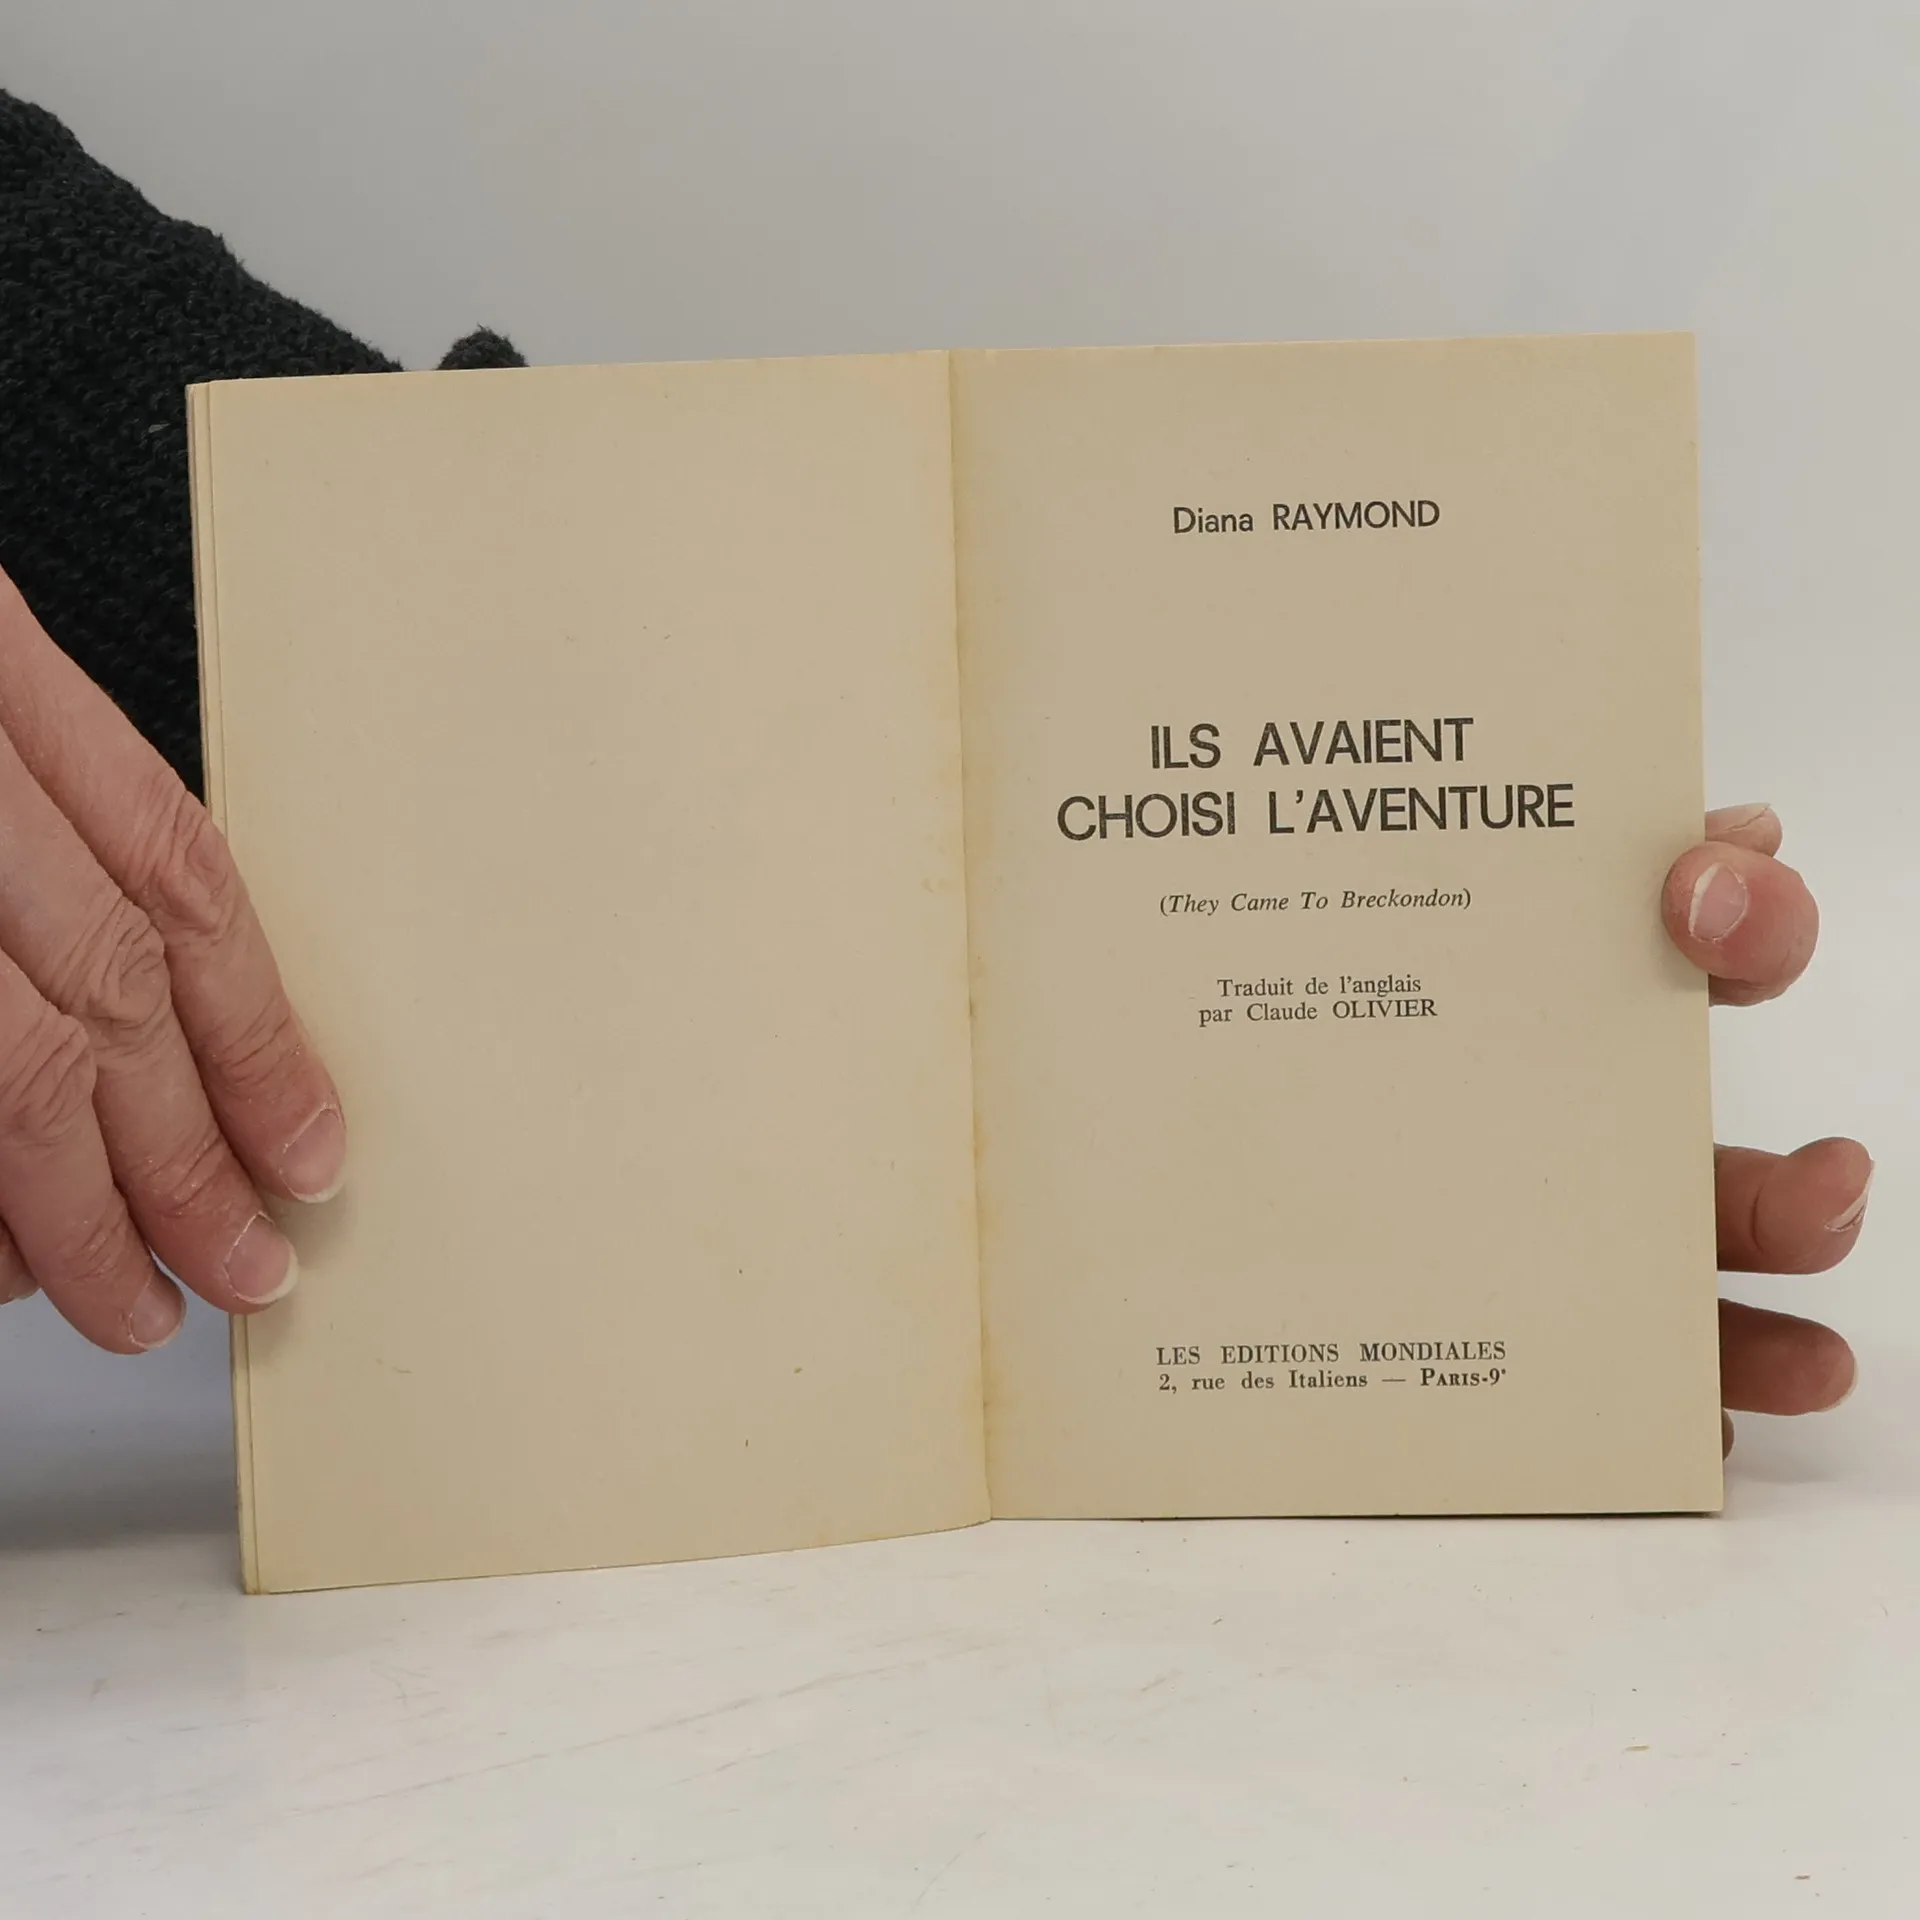 Diana RAYMOND
ILS AVAIENT
CHOISI L'AVENTURE
(They Came To Breckondon)
Traduit de l'anglais
par Claude OLIVIER
LES EDITIONS MONDIALES
2, rue des Italiens — PARIS-9e